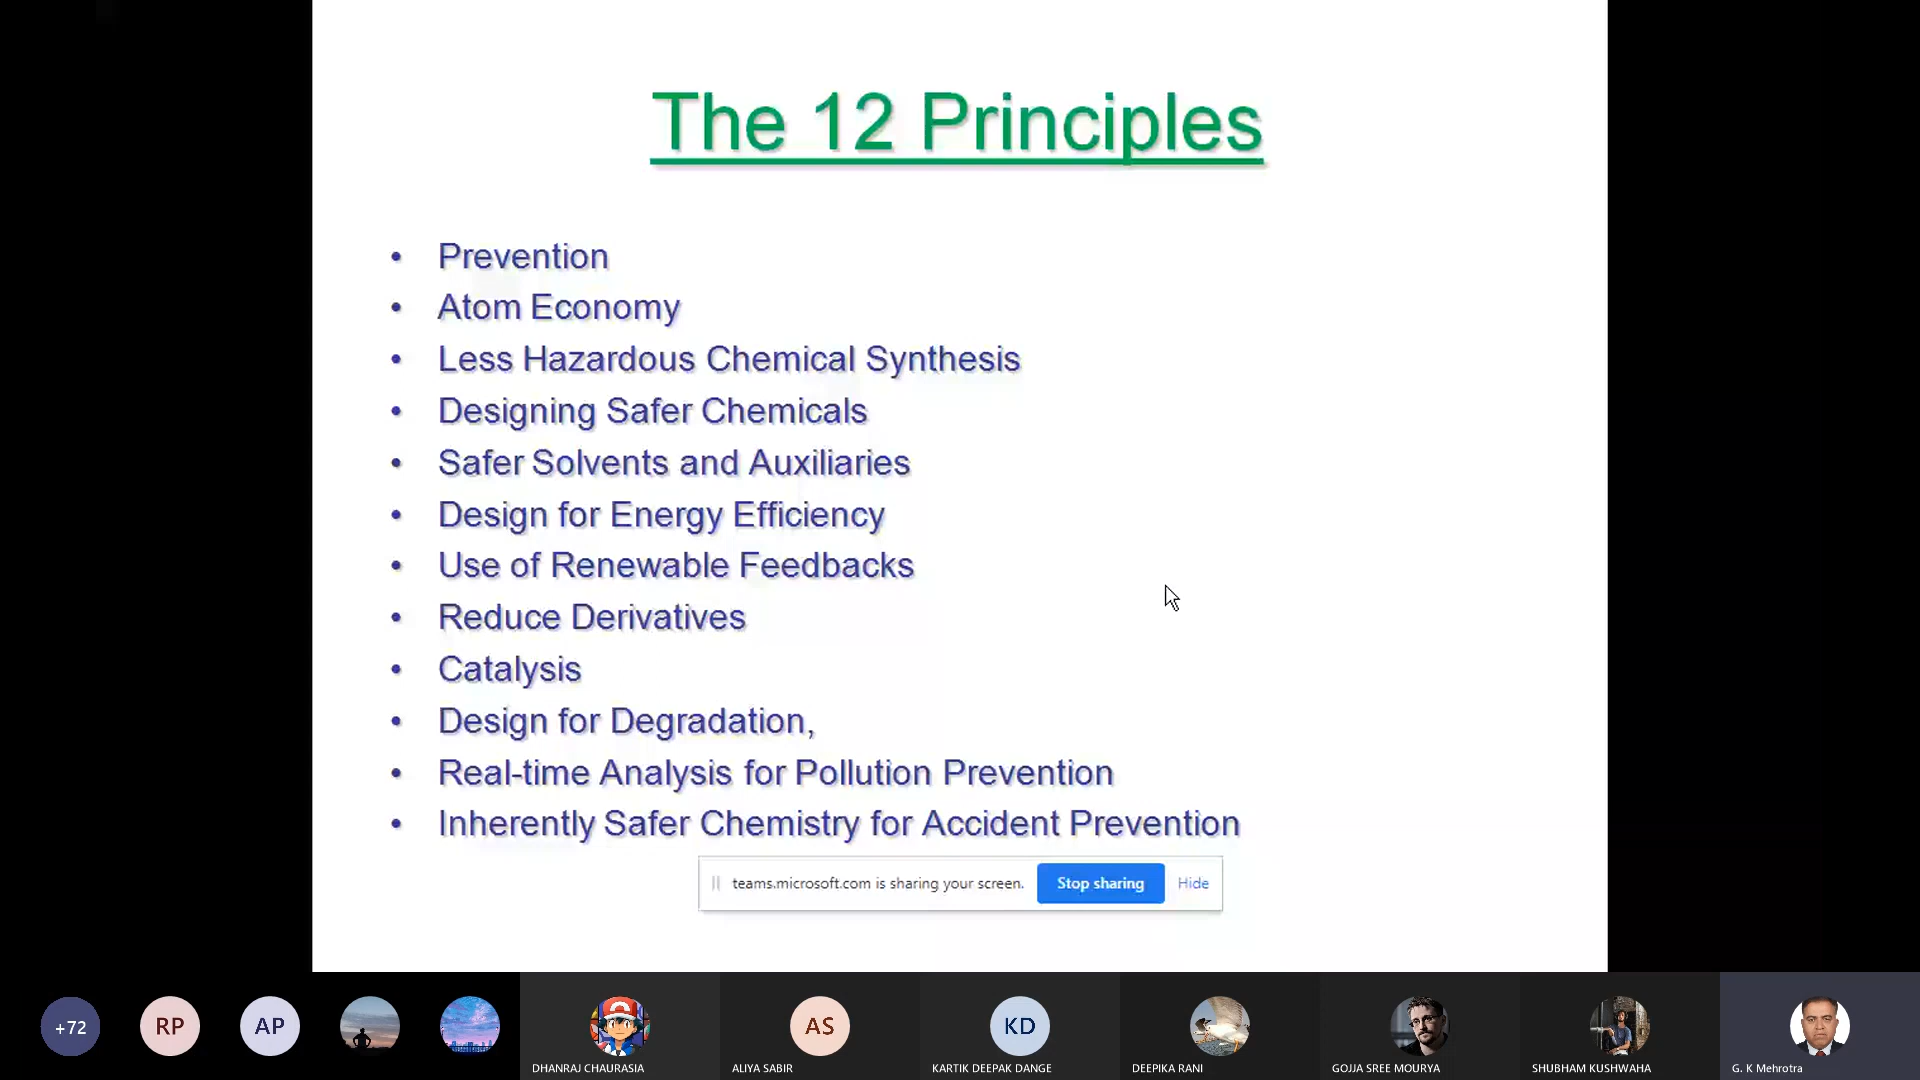 The 12 Principles
• Prevention
• Atom Economy
• Less Hazardous Chemical Synthesis
• Designing Safer Chemicals
• Safer Solvents and Auxiliaries
• Design for Energy Efficiency
• Use of Renewable Feedbacks
• Reduce Derivatives
• Catalysis
• Design for Degradation,
• Real-time Analysis for Pollution Prevention
• Inherently Safer Chemistry for Accident Prevention
teams.microsoft.com is sharing your screen. Stop sharing Hide
+72 RP AP AS KD
DHANRAJ CHAURASIA ALIYA SABIR KARTIK DEEPAK DANGE DEEPIKA RANI GOJJA SREE MOURYA SHUBHAM KUSHWAHA G. K Mehrotra